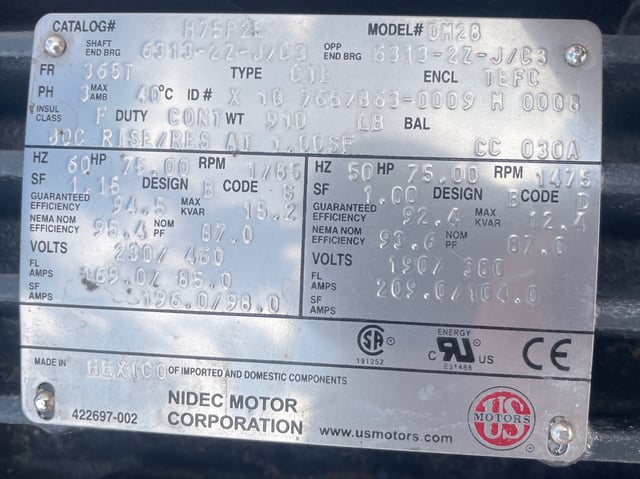 CATALOG# H75P2E MODEL# DM28
SHAFT END BRG 6313-2Z-J/C3 OPP END BRG 6313-2Z-J/C3
FR 365T TYPE CTE ENCL TEFC
PH 3 MAX AMB 40°C ID# X 10 7657863-0009 M 0008
INSUL CLASS F DUTY CONT WT 910 LB BAL
80C RISE/RES AT 1.00SF CC 030A
HZ 60 HP 75.00 RPM 1785
SF 1.15 DESIGN B CODE G
GUARANTEED EFFICIENCY 94.5 MAX KVAR 15.2
NEMA NOM EFFICIENCY 95.4 NOM PF 87.0
VOLTS 230/ 460
FL AMPS 169.0/ 85.0
SF AMPS 196.0/98.0
HZ 50 HP 75.00 RPM 1475
SF 1.00 DESIGN B CODE D
GUARANTEED EFFICIENCY 92.4 MAX KVAR 12.4
NEMA NOM EFFICIENCY 93.6 NOM PF 87.0
VOLTS 190/ 380
FL AMPS 209.0/104.0
SF AMPS
SA 191252
ENERGY
C UR US
E51488
CE
MADE IN MEXICO OF IMPORTED AND DOMESTIC COMPONENTS
422697-002
NIDEC MOTOR
CORPORATION
www.usmotors.com
US
MOTORS